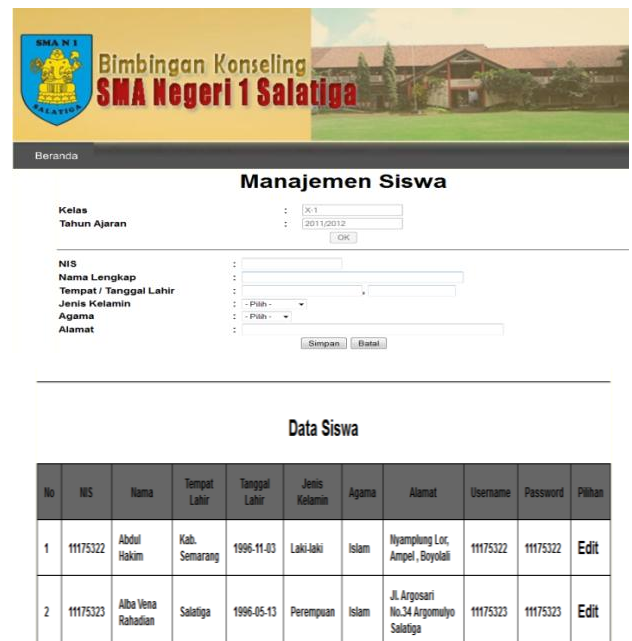 SMA N 1
SALATIGA
Bimbingan Konseling
SMA Negeri 1 Salatiga
Beranda
Manajemen Siswa
Kelas : X-1
Tahun Ajaran : 2011/2012
OK
NIS :
Nama Lengkap :
Tempat / Tanggal Lahir : ,
Jenis Kelamin : - Pilih -
Agama : - Pilih -
Alamat :
Simpan Batal
Data Siswa
No NIS Nama Tempat Lahir Tanggal Lahir Jenis Kelamin Agama Alamat Username Password Pilihan
1 11175322 Abdul Hakim Kab. Semarang 1996-11-03 Laki-laki Islam Nyamplung Lor, Ampel , Boyolali 11175322 11175322 Edit
2 11175323 Alba Vena Rahadian Salatiga 1996-05-13 Perempuan Islam Jl. Argosari No.34 Argomulyo Salatiga 11175323 11175323 Edit